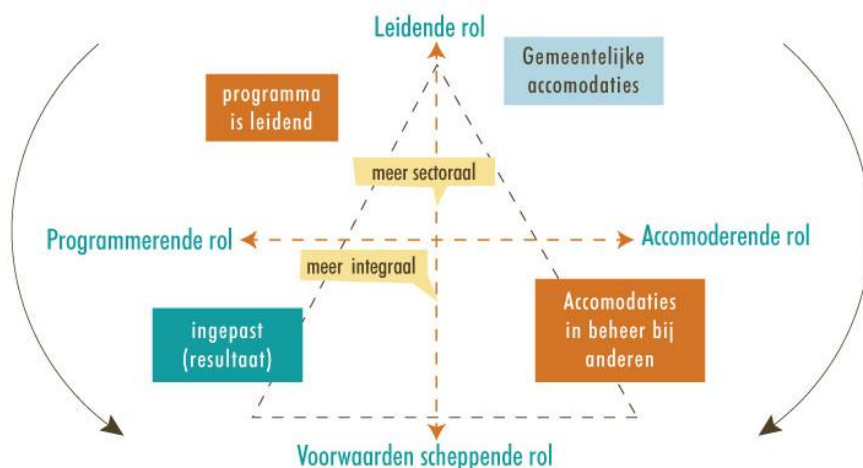 Leidende rol
Gemeentelijke
accomodaties
programma
is leidend
meer sectoraal
Programmerende rol
Accomoderende rol
meer integraal
Accomodaties
in beheer bij
anderen
ingepast
(resultaat)
Voorwaarden scheppende rol